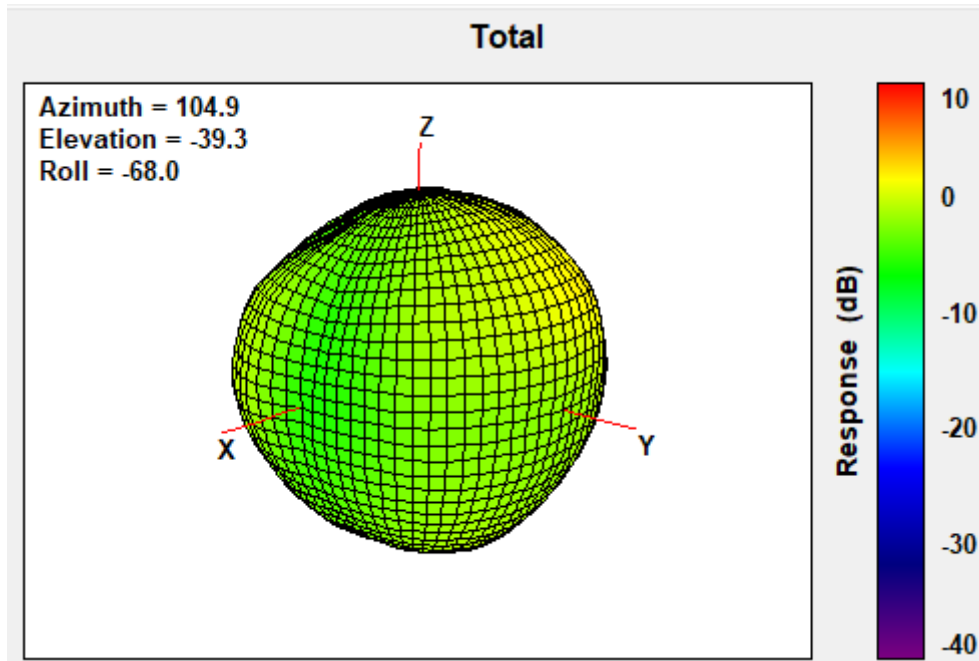 Total
Azimuth = 104.9
Elevation = -39.3
Roll = -68.0
Z
X
Y
10
0
-10
-20
-30
-40
Response (dB)